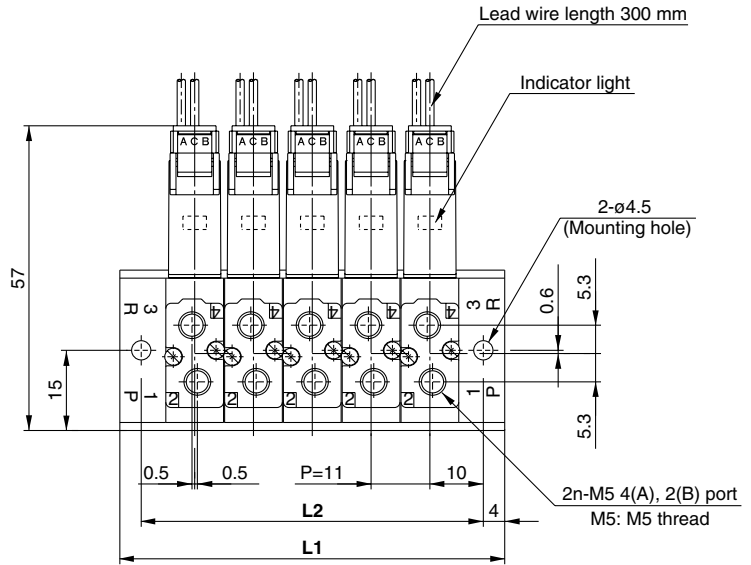 Lead wire length 300 mm
Indicator light
A C B
A C B
A C B
A C B
A C B
2-ø4.5
(Mounting hole)
57
15
R 3
P 1
4
4
4
4
4
2
2
2
2
2
3 R
1 P
0.6
5.3
5.3
0.5
0.5
P=11
10
L2
4
L1
2n-M5 4(A), 2(B) port
M5: M5 thread